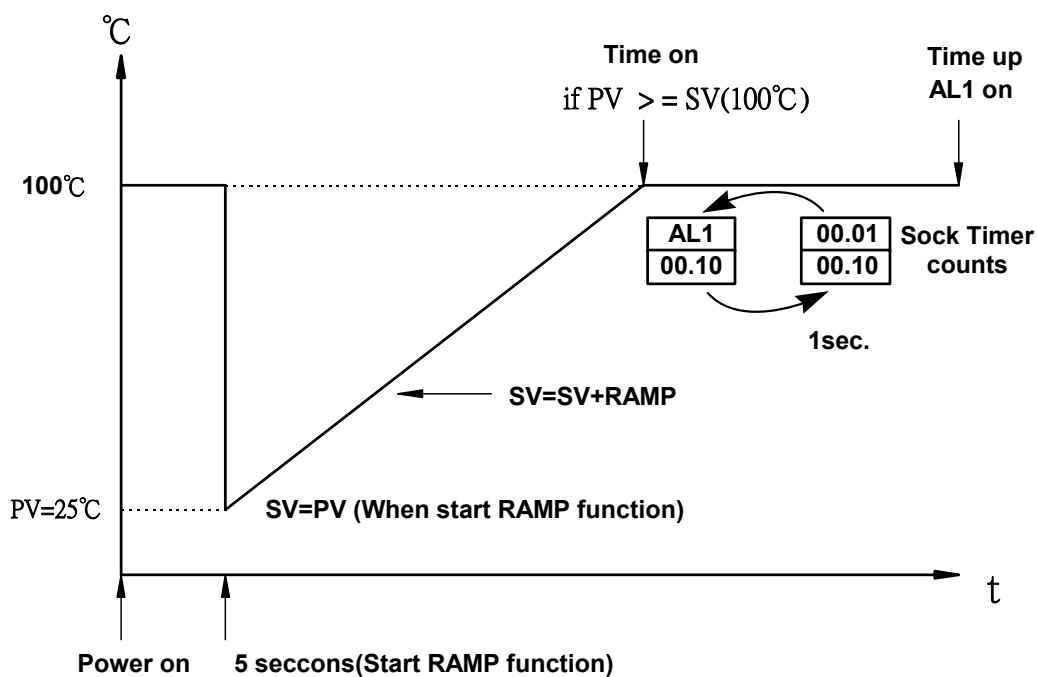 ℃
Time on
if PV >= SV(100℃)
Time up
AL1 on
100℃
AL1
00.10
00.01
00.10
Sock Timer
counts
1sec.
SV=SV+RAMP
PV=25℃
SV=PV (When start RAMP function)
t
Power on
5 seccons(Start RAMP function)